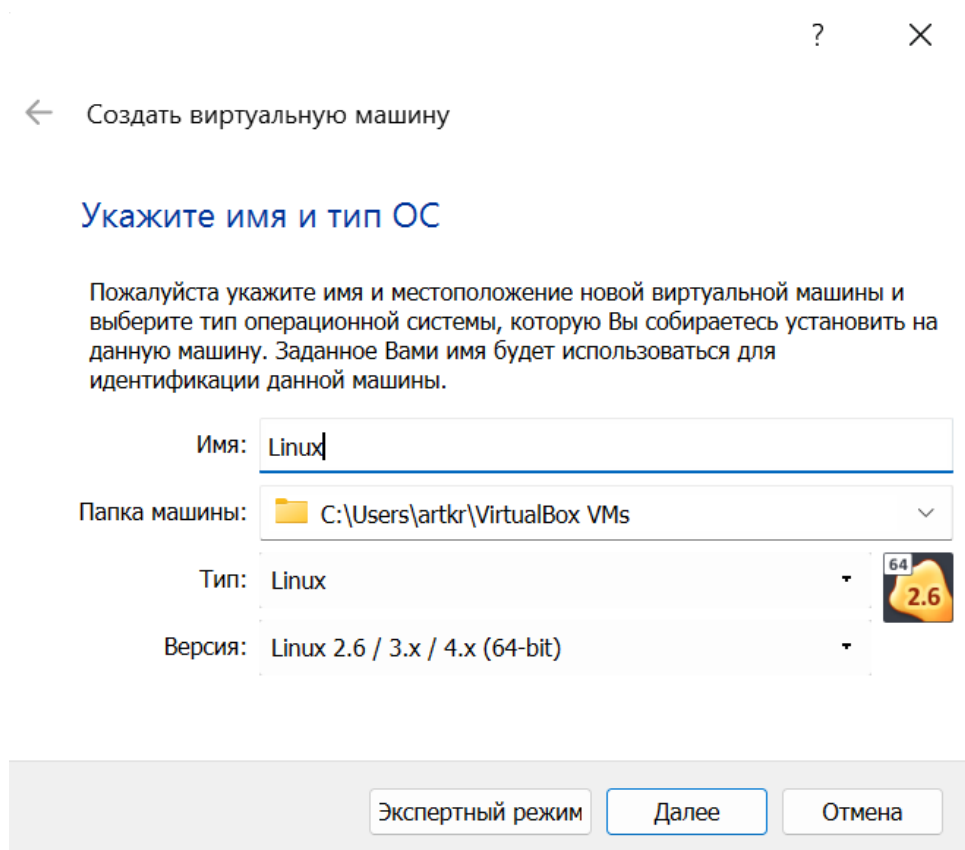 ?
Создать виртуальную машину
Укажите имя и тип ОС
Пожалуйста укажите имя и местоположение новой виртуальной машины и
выберите тип операционной системы, которую Вы собираетесь установить на
данную машину. Заданное Вами имя будет использоваться для
идентификации данной машины.
Имя: Linux
Папка машины: C:\Users\artkr\VirtualBox VMs
Тип: Linux
64
2.6
Версия: Linux 2.6 / 3.x / 4.x (64-bit)
Экспертный режим Далее Отмена